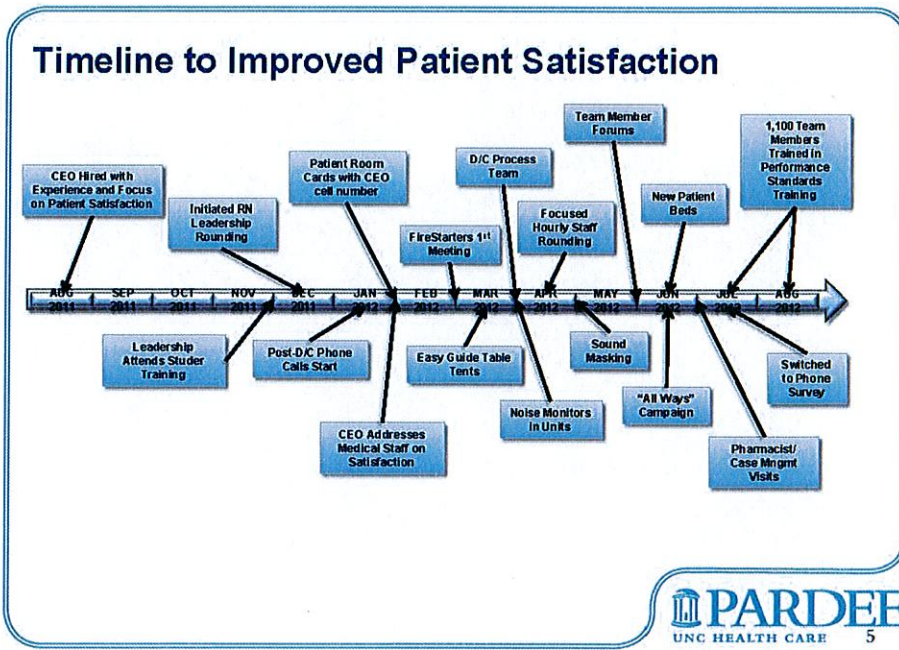 Timeline to Improved Patient Satisfaction
CEO Hired with
Experience and Focus
on Patient Satisfaction
Initiated RN
Leadership
Rounding
Patient Room
Cards with CEO
cell number
FireStarters 1st
Meeting
D/C Process
Team
Focused
Hourly Staff
Rounding
Team Member
Forums
New Patient
Beds
1,100 Team
Members
Trained in
Performance
Standards
Training
AUG
2011
SEP
2011
OCT
2011
NOV
2011
DEC
2011
JAN
2012
FEB
2012
MAR
2012
APR
2012
MAY
2012
JUN
2012
JUL
2012
AUG
2012
Leadership
Attends Studer
Training
Post-D/C Phone
Calls Start
CEO Addresses
Medical Staff on
Satisfaction
Easy Guide Table
Tents
Noise Monitors
in Units
Sound
Masking
"All Ways"
Campaign
Pharmacist/
Case Mngmt
Visits
Switched
to Phone
Survey
PARDEE
UNC HEALTH CARE
5